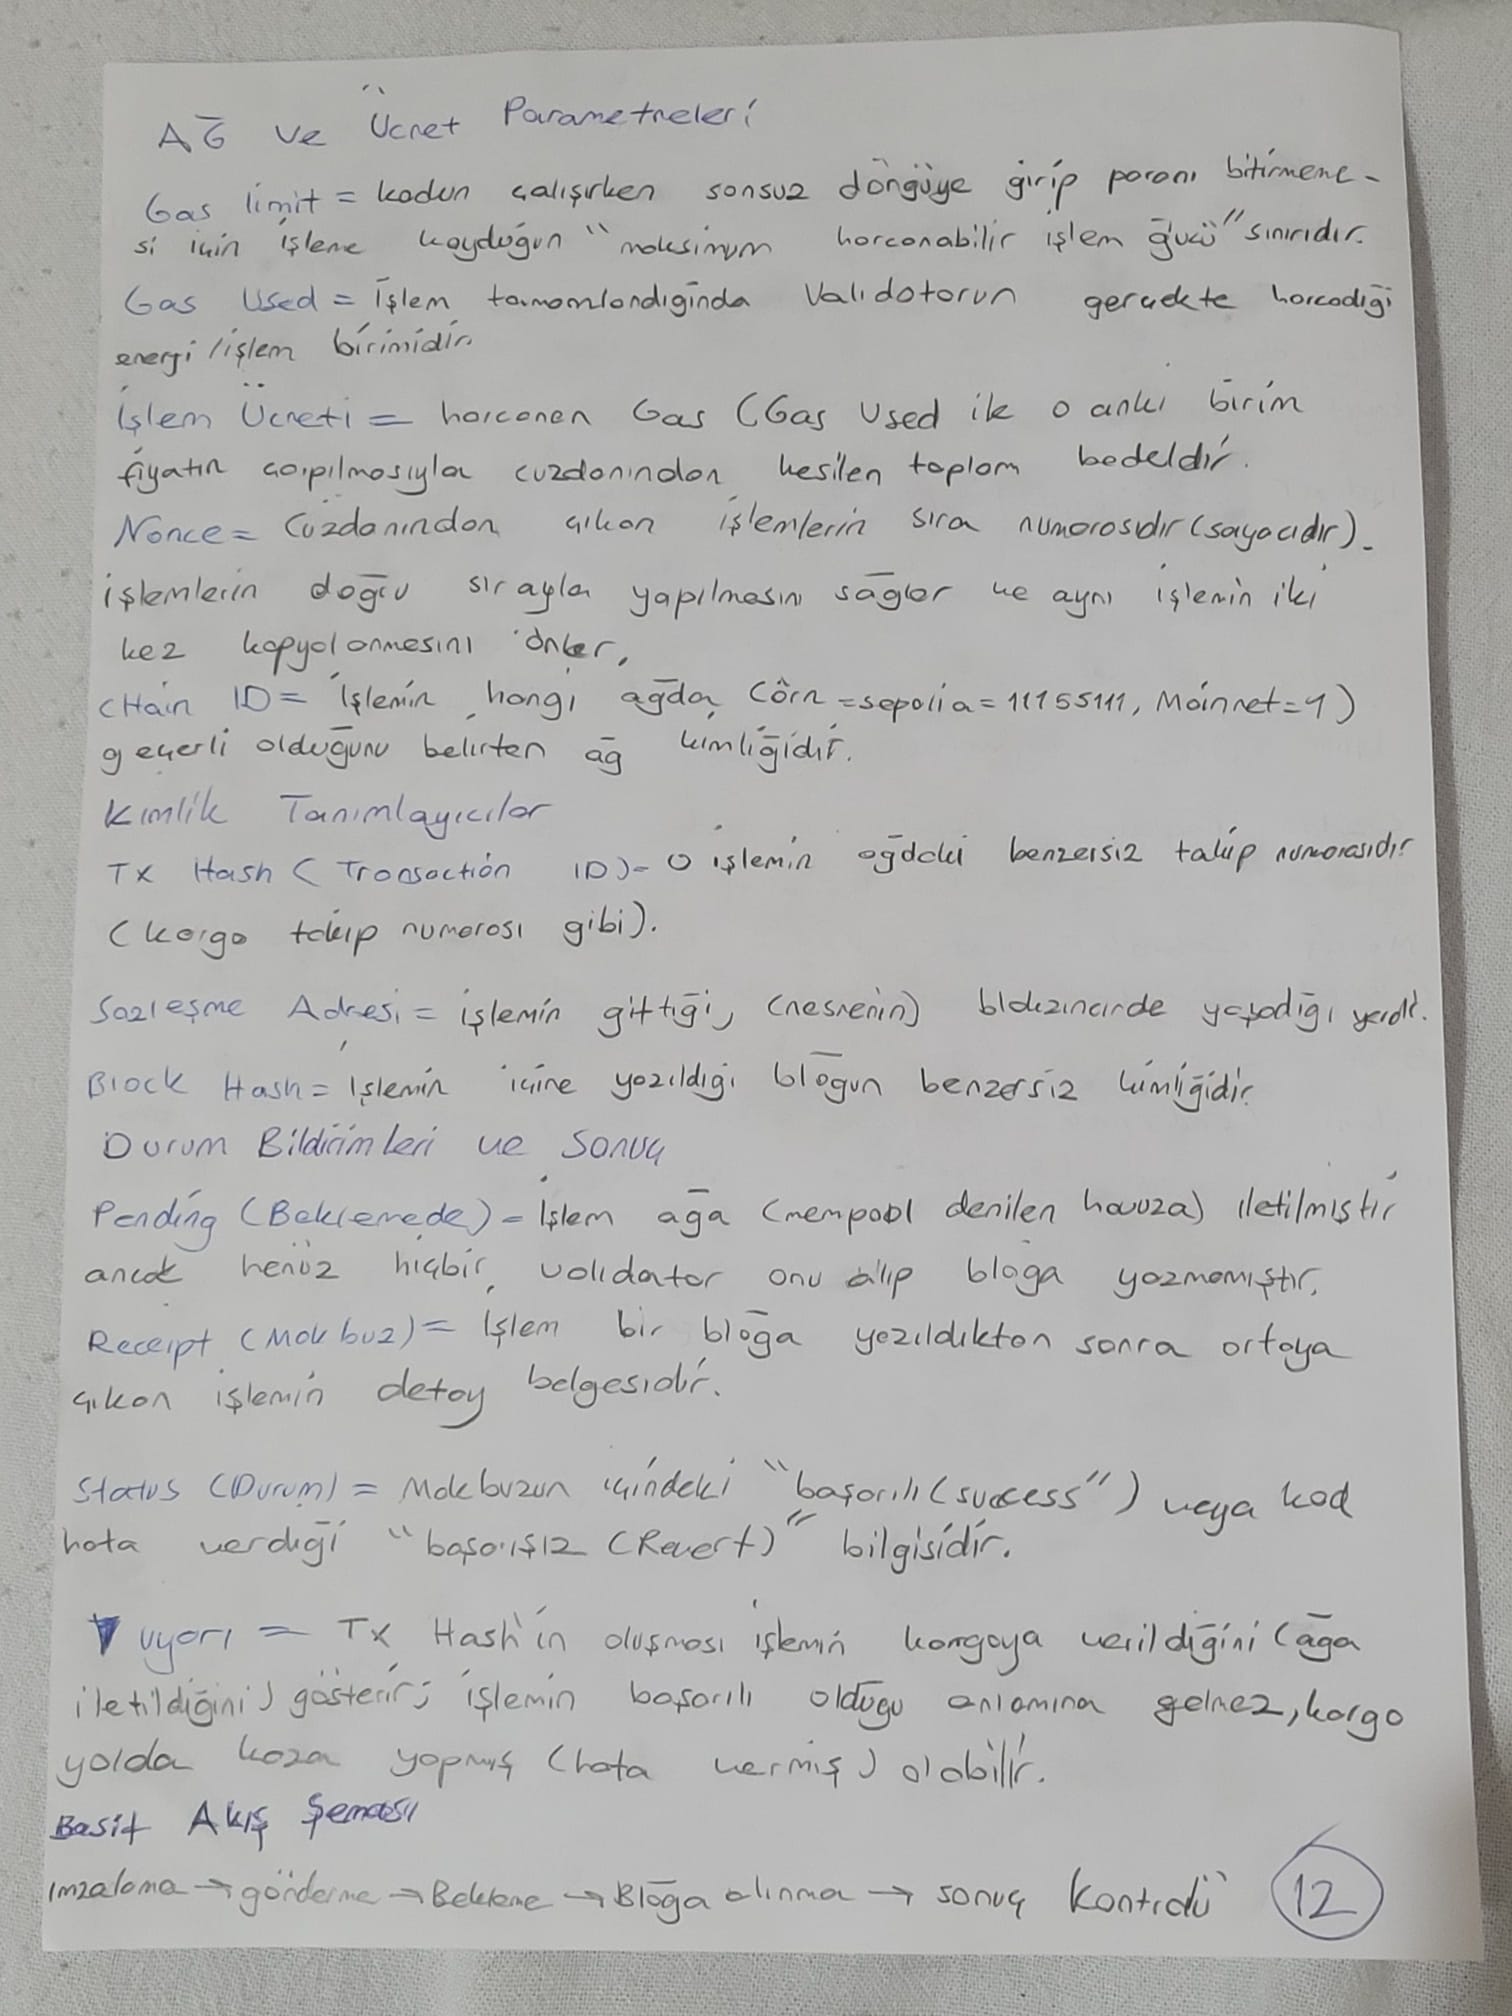 AĞ ve Ücret Parametreleri
Gas limit = kodun çalışırken sonsuz döngüye girip paranı bitirmeme-
si için işleme koyduğun "maksimum harcanabilir işlem gücü" sınırıdır.
Gas Used = İşlem tamamlandığında Validatorun gerçekte harcadığı
energi / işlem birimidir.
İşlem Ücreti = harcanen Gas (Gas Used ile o anki birim
fiyatın çarpılmasıyla cuzdanından kesilen toplam bedeldir.
Nonce = Cüzdanından çıkan işlemlerin sıra numarasıdır (sayacıdır).
işlemlerin doğru sırayla yapılmasını sağlar ve aynı işlemin iki
kez kopyalanmesını önler,
CHain ID = İşlemin hangi ağda (örn = sepolia = 11155111, Mainnet = 1)
geçerli olduğunu belirten ağ kimliğidir.
Kimlik Tanımlayıcılar
TX Hash (Transaction ID) = o işlemin ağdaki benzersiz takip numarasıdır
(kargo takip numarası gibi).
Sözleşme Adresi = işlemin gittiği, (nesnenin) blokzincirde yaşadığı yerdir.
Block Hash = İşlemin içine yazıldığı bloğun benzersiz kimliğidir.
Durum Bildirimleri ve Sonuç
Pending (Beklemede) = İşlem ağa (mempool denilen havuza) iletilmiştir
ancak henüz hiçbir validator onu alıp bloga yazmamıştır.
Receipt (Makbuz) = İşlem bir bloğa yazıldıktan sonra ortaya
çıkan işlemin detay belgesidir.
Status (Durum) = Makbuzun içindeki "başarılı (success") veya kod
hata verdiği "başarısız (Revert)" bilgisidir.
uyarı = TX Hash'in oluşması işlemin kargoya verildiğini (ağa
iletildiğini) gösterir; işlemin başarılı olduğu anlamına gelmez, kargo
yolda kaza yapmış (hata vermiş) olabilir.
Basit Akış Şeması
imzalama → gönderme → Bekleme → Bloğa alınma → sonuç kontrolü 12